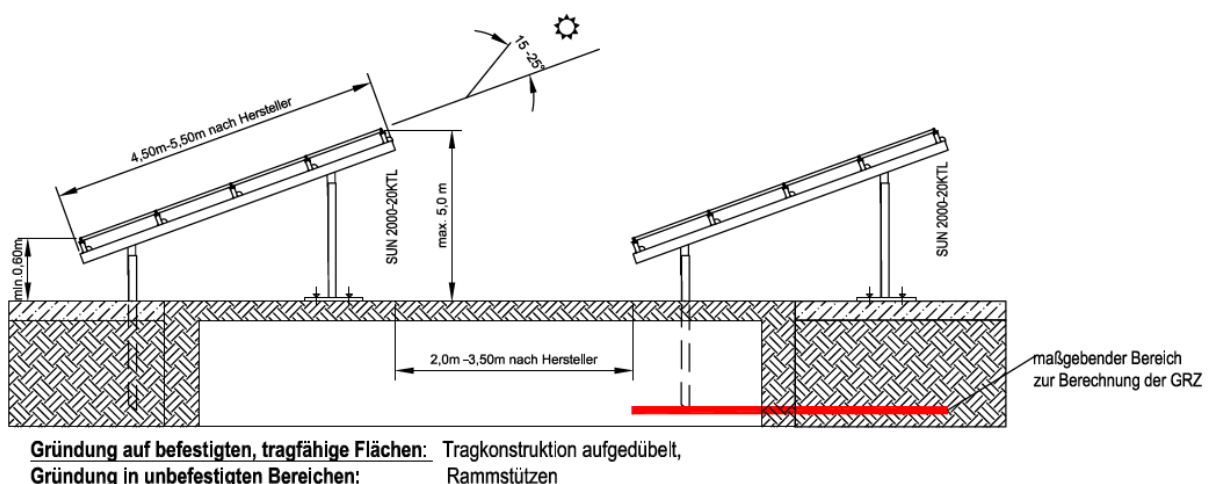 15 -25°
4,50m-5,50m nach Hersteller
min.0,60m
SUN 2000-20KTL
max. 5,0 m
SUN 2000-20KTL
2,0m –3,50m nach Hersteller
maßgebender Bereich
zur Berechnung der GRZ
Gründung auf befestigten, tragfähige Flächen: Tragkonstruktion aufgedübelt,
Gründung in unbefestigten Bereichen: Rammstützen